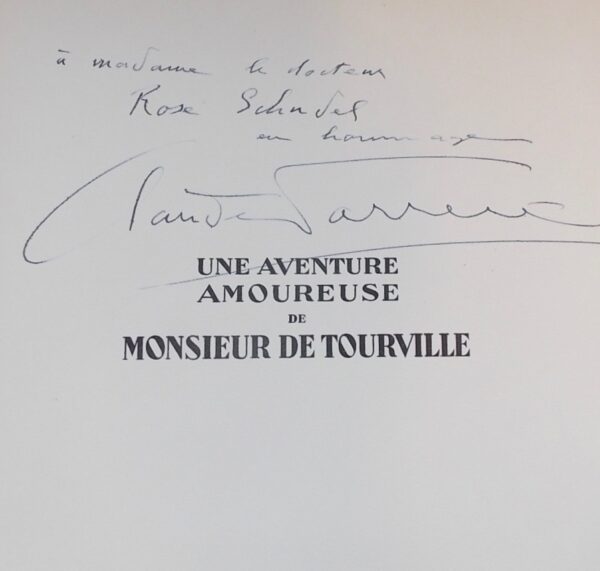 à madame le docteur
Rose Schudel
en hommage
Claude Farrère
UNE AVENTURE
AMOUREUSE
DE
MONSIEUR DE TOURVILLE